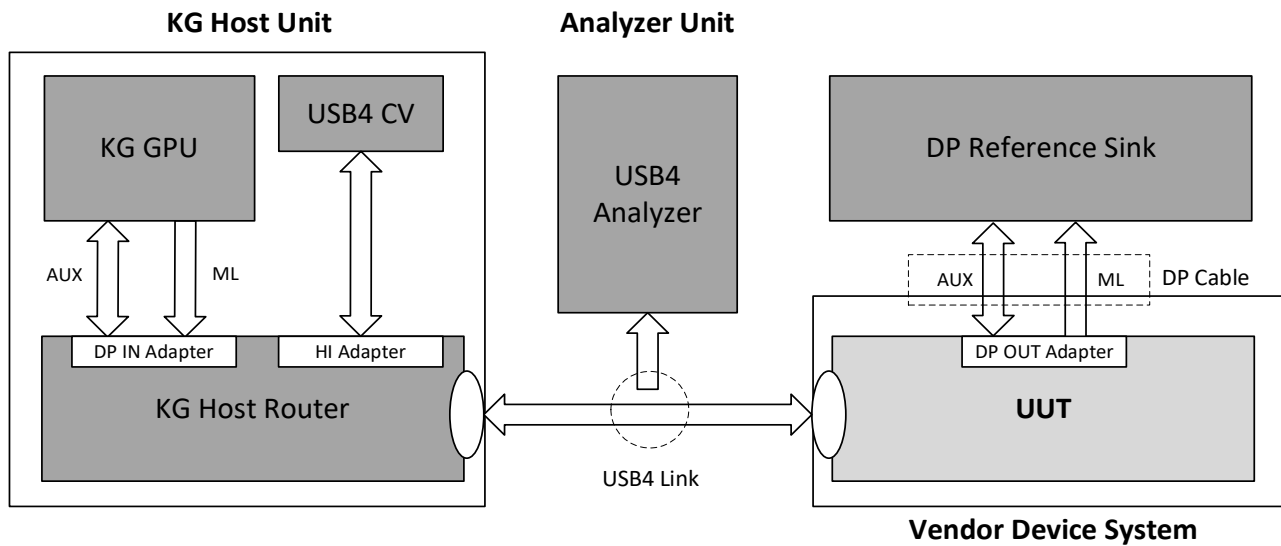 KG Host Unit
Analyzer Unit
KG GPU
USB4 CV
USB4
Analyzer
DP Reference Sink
AUX
ML
AUX
ML
DP Cable
DP IN Adapter
HI Adapter
DP OUT Adapter
KG Host Router
UUT
USB4 Link
Vendor Device System